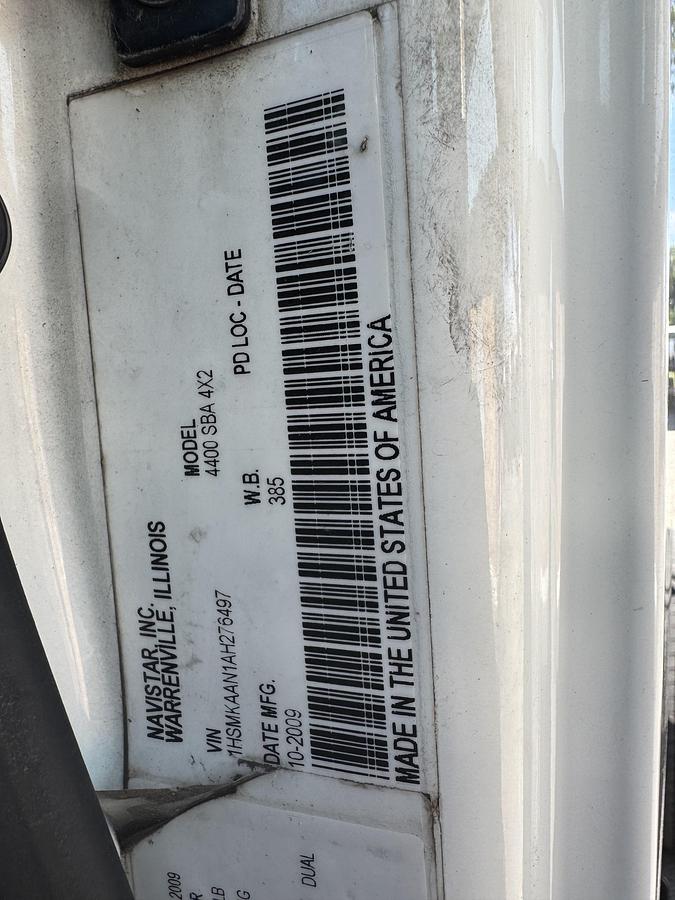 NAVISTAR, INC.
WARRENVILLE, ILLINOIS
VIN
1HSMKAAN1AH276497
MODEL
4400 SBA 4X2
DATE MFG.
10-2009
W.B.
385
PD LOC - DATE
MADE IN THE UNITED STATES OF AMERICA
2009
LB
G
DUAL